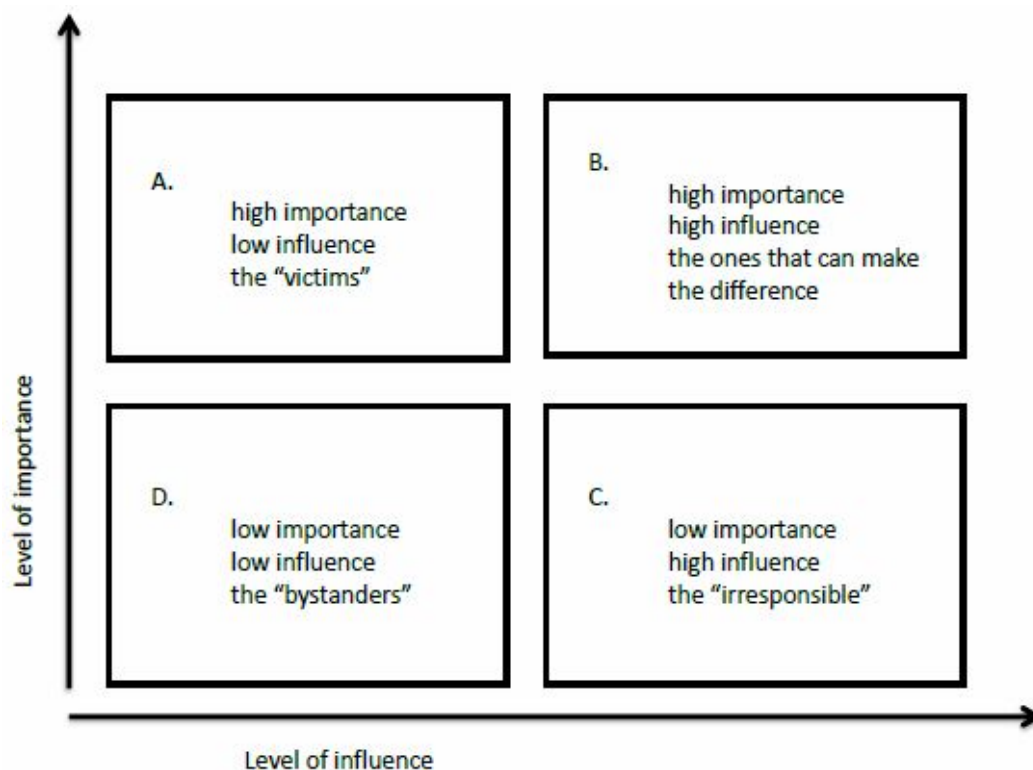 A.
high importance
low influence
the “victims”
B.
high importance
high influence
the ones that can make
the difference
D.
low importance
low influence
the “bystanders”
C.
low importance
high influence
the “irresponsible”
Level of importance
Level of influence